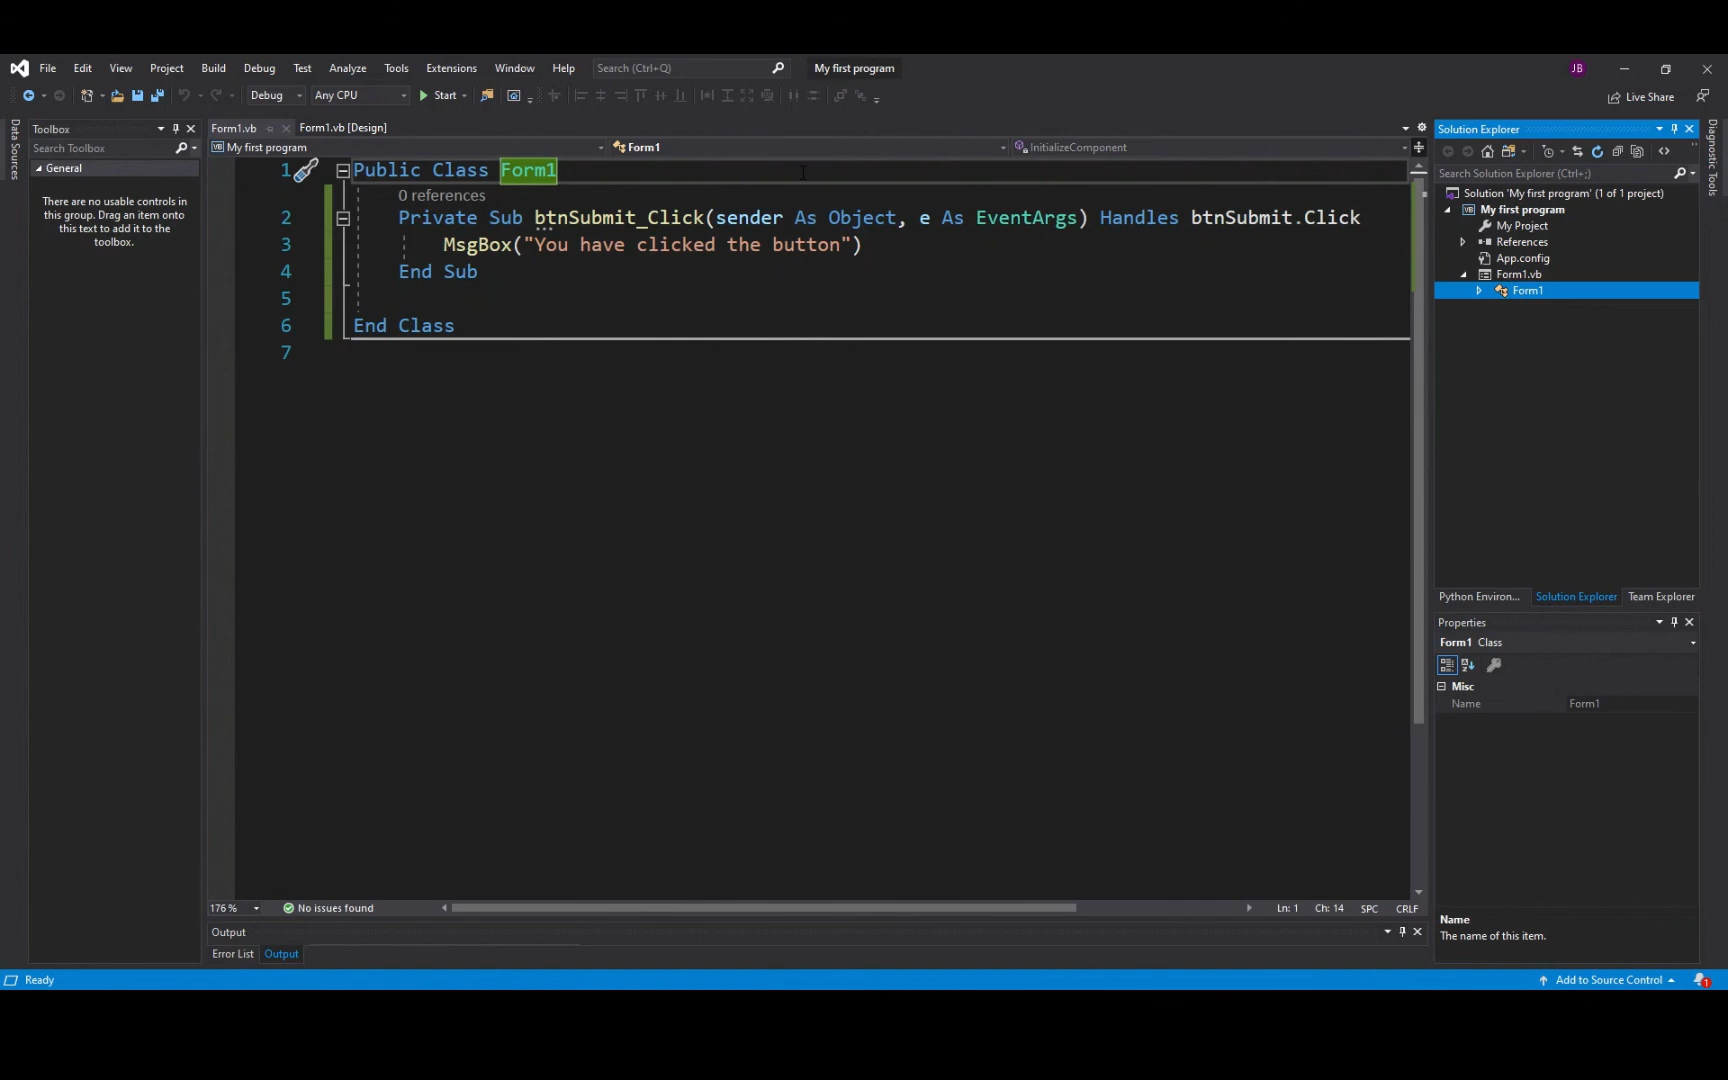 File Edit View Project Build Debug Test Analyze Tools Extensions Window Help Search (Ctrl+Q) My first program JB
Debug Any CPU Start Live Share
Data Sources
Toolbox
Search Toolbox
General
There are no usable controls in
this group. Drag an item onto
this text to add it to the
toolbox.
Form1.vb Form1.vb [Design]
My first program Form1 InitializeComponent
1 Public Class Form1
0 references
2 Private Sub btnSubmit_Click(sender As Object, e As EventArgs) Handles btnSubmit.Click
3 MsgBox("You have clicked the button")
4 End Sub
5
6 End Class
7
176 % No issues found Ln: 1 Ch: 14 SPC CRLF
Output
Error List Output
Solution Explorer
Search Solution Explorer (Ctrl+;)
Solution 'My first program' (1 of 1 project)
My first program
My Project
References
App.config
Form1.vb
Form1
Python Environ... Solution Explorer Team Explorer
Properties
Form1 Class
Misc
Name Form1
Name
The name of this item.
Diagnostic Tools
Ready Add to Source Control 1